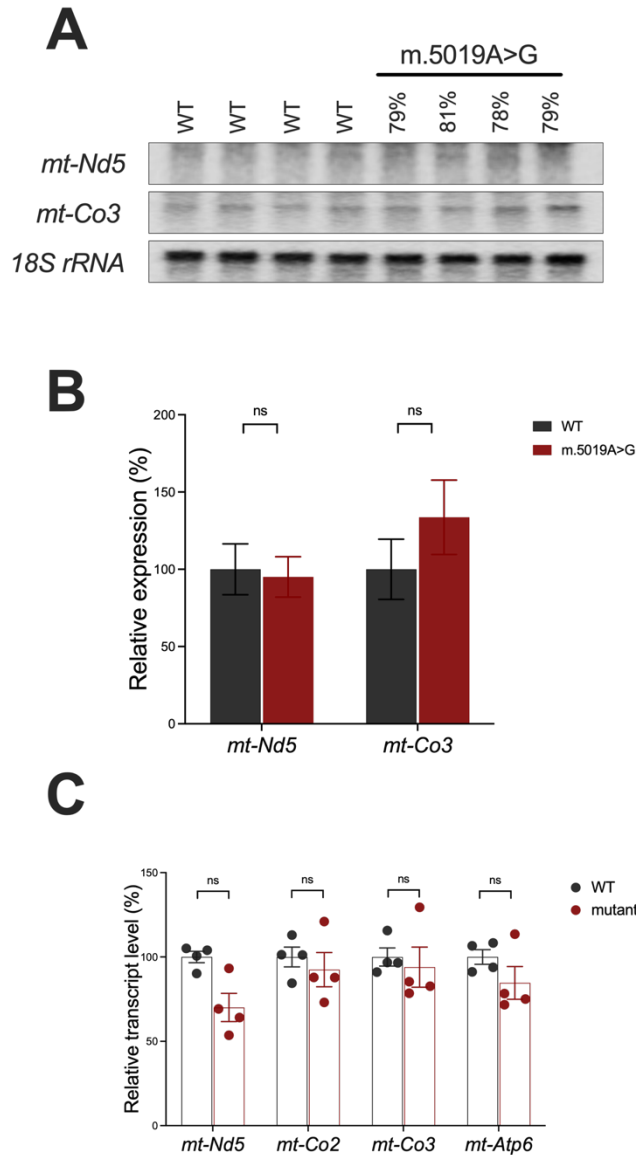 A
m.5019A>G
WT WT WT WT 79% 81% 78% 79%
mt-Nd5
mt-Co3
18S rRNA
B
Relative expression (%)
200
150
100
50
0
ns
ns
WT
m.5019A>G
mt-Nd5 mt-Co3
C
Relative transcript level (%)
150
100
50
0
ns ns ns ns
WT
mutant
mt-Nd5 mt-Co2 mt-Co3 mt-Atp6